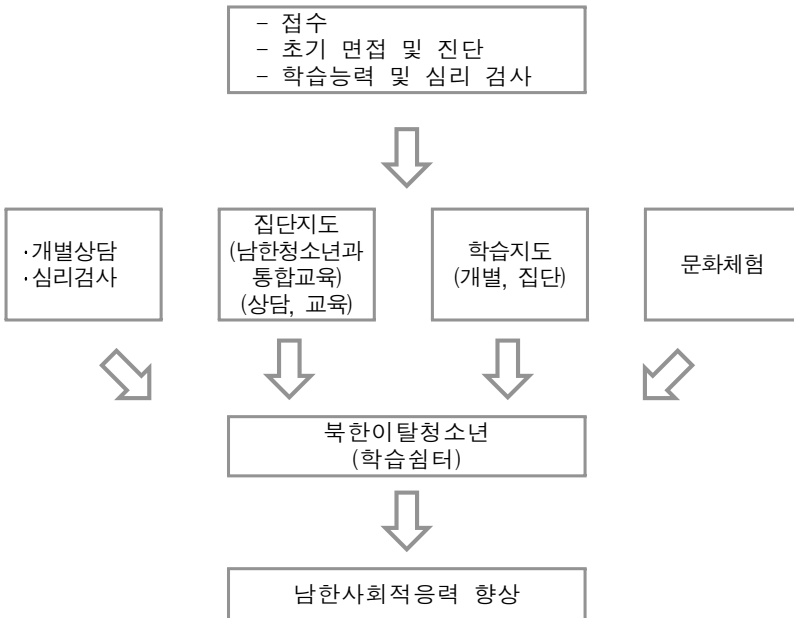 - 접수
- 초기 면접 및 진단
- 학습능력 및 심리 검사
·개별상담
·심리검사
집단지도
(남한청소년과
통합교육)
(상담, 교육)
학습지도
(개별, 집단)
문화체험
북한이탈청소년
(학습쉼터)
남한사회적응력 향상